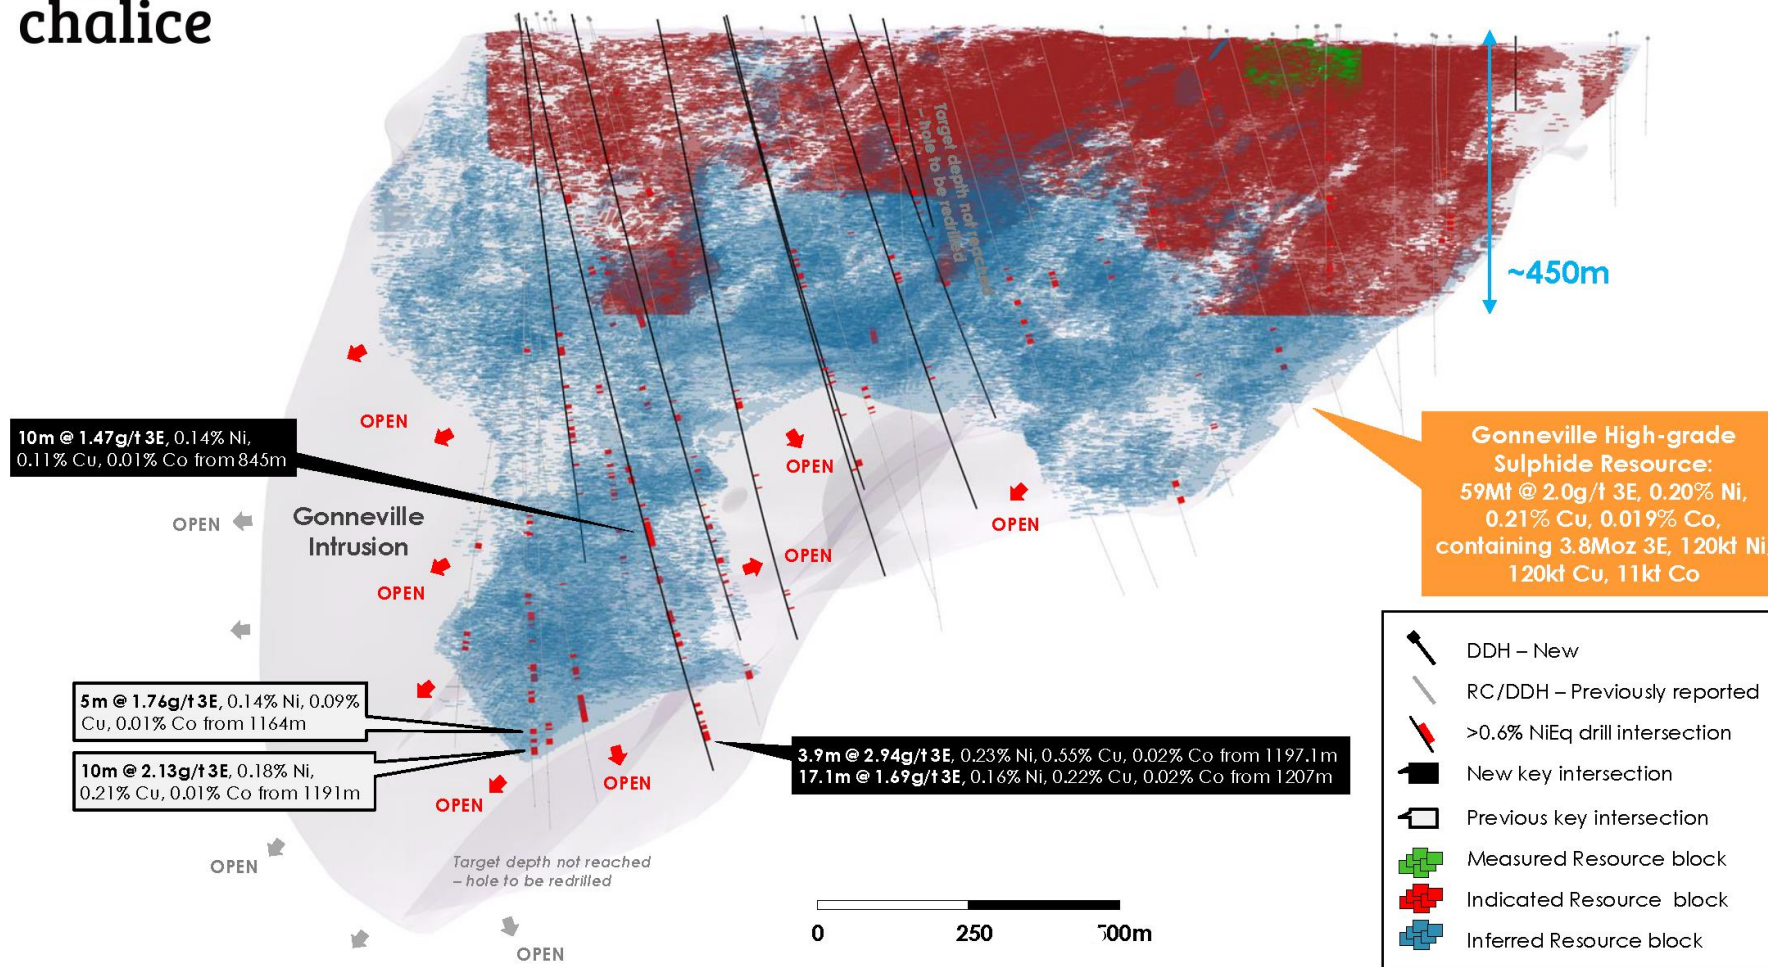 chalice
Target depth not reached
– hole to be redrilled
~450m
OPEN
10m @ 1.47g/t 3E, 0.14% Ni,
0.11% Cu, 0.01% Co from 845m
OPEN
OPEN
Gonneville
Intrusion
OPEN
OPEN
OPEN
Gonneville High-grade
Sulphide Resource:
59Mt @ 2.0g/t 3E, 0.20% Ni,
0.21% Cu, 0.019% Co,
containing 3.8Moz 3E, 120kt Ni,
120kt Cu, 11kt Co
OPEN
5m @ 1.76g/t 3E, 0.14% Ni, 0.09%
Cu, 0.01% Co from 1164m
10m @ 2.13g/t 3E, 0.18% Ni,
0.21% Cu, 0.01% Co from 1191m
3.9m @ 2.94g/t 3E, 0.23% Ni, 0.55% Cu, 0.02% Co from 1197.1m
17.1m @ 1.69g/t 3E, 0.16% Ni, 0.22% Cu, 0.02% Co from 1207m
OPEN
OPEN
OPEN
Target depth not reached
– hole to be redrilled
OPEN
0 250 500m
DDH – New
RC/DDH – Previously reported
>0.6% NiEq drill intersection
New key intersection
Previous key intersection
Measured Resource block
Indicated Resource block
Inferred Resource block